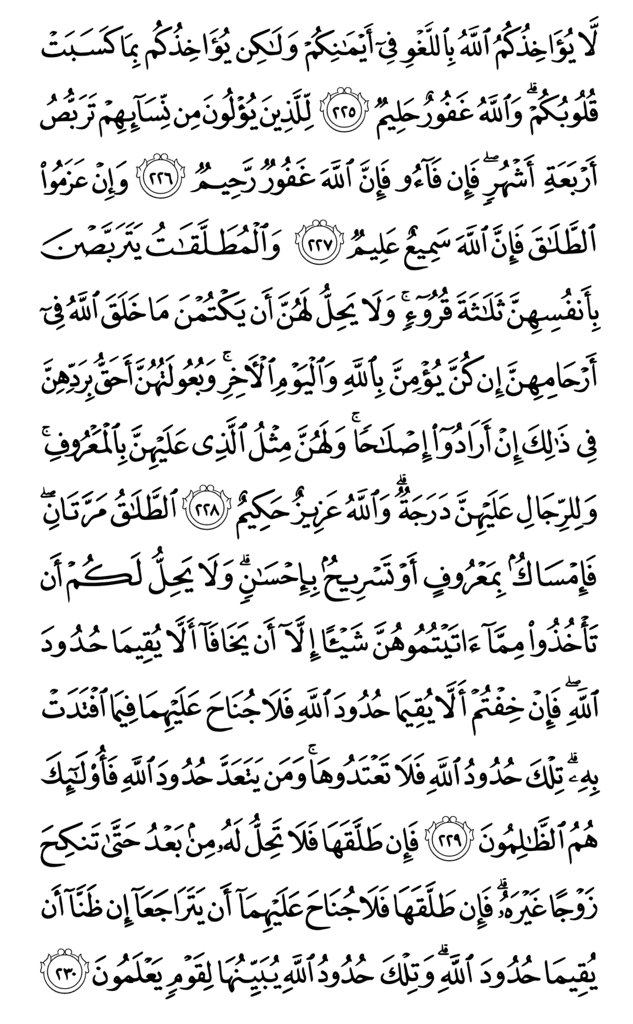 لَّا يُؤَاخِذُكُمُ ٱللَّهُ بِٱللَّغْوِ فِىٓ أَيْمَـٰنِكُمْ وَلَـٰكِن يُؤَاخِذُكُم بِمَا كَسَبَتْ
قُلُوبُكُمْ ۗ وَٱللَّهُ غَفُورٌ حَلِيمٌ ٢٢٥ لِّلَّذِينَ يُؤْلُونَ مِن نِّسَآئِهِمْ تَرَبُّصُ
أَرْبَعَةِ أَشْهُرٍ ۖ فَإِن فَآءُو فَإِنَّ ٱللَّهَ غَفُورٌ رَّحِيمٌ ٢٢٦ وَإِنْ عَزَمُوا۟
ٱلطَّلَـٰقَ فَإِنَّ ٱللَّهَ سَمِيعٌ عَلِيمٌ ٢٢٧ وَٱلْمُطَلَّقَـٰتُ يَتَرَبَّصْنَ
بِأَنفُسِهِنَّ ثَلَـٰثَةَ قُرُوٓءٍ ۚ وَلَا يَحِلُّ لَهُنَّ أَن يَكْتُمْنَ مَا خَلَقَ ٱللَّهُ فِىٓ
أَرْحَامِهِنَّ إِن كُنَّ يُؤْمِنَّ بِٱللَّهِ وَٱلْيَوْمِ ٱلْـَٔاخِرِ ۚ وَبُعُولَتُهُنَّ أَحَقُّ بِرَدِّهِنَّ
فِى ذَٰلِكَ إِنْ أَرَادُوٓا۟ إِصْلَـٰحًا ۚ وَلَهُنَّ مِثْلُ ٱلَّذِى عَلَيْهِنَّ بِٱلْمَعْرُوفِ ۚ
وَلِلرِّجَالِ عَلَيْهِنَّ دَرَجَةٌ ۗ وَٱللَّهُ عَزِيزٌ حَكِيمٌ ٢٢٨ ٱلطَّلَـٰقُ مَرَّتَانِ ۖ
فَإِمْسَاكٌۢ بِمَعْرُوفٍ أَوْ تَسْرِيحٌۢ بِإِحْسَـٰنٍ ۗ وَلَا يَحِلُّ لَكُمْ أَن
تَأْخُذُوا۟ مِمَّآ ءَاتَيْتُمُوهُنَّ شَيْـًٔا إِلَّآ أَن يَخَافَآ أَلَّا يُقِيمَا حُدُودَ
ٱللَّهِ ۖ فَإِنْ خِفْتُمْ أَلَّا يُقِيمَا حُدُودَ ٱللَّهِ فَلَا جُنَاحَ عَلَيْهِمَا فِيمَا ٱفْتَدَتْ
بِهِۦ ۗ تِلْكَ حُدُودُ ٱللَّهِ فَلَا تَعْتَدُوهَا ۚ وَمَن يَتَعَدَّ حُدُودَ ٱللَّهِ فَأُو۟لَـٰٓئِكَ
هُمُ ٱلظَّـٰلِمُونَ ٢٢٩ فَإِن طَلَّقَهَا فَلَا تَحِلُّ لَهُۥ مِنۢ بَعْدُ حَتَّىٰ تَنكِحَ
زَوْجًا غَيْرَهُۥ ۗ فَإِن طَلَّقَهَا فَلَا جُنَاحَ عَلَيْهِمَآ أَن يَتَرَاجَعَآ إِن ظَنَّآ أَن
يُقِيمَا حُدُودَ ٱللَّهِ ۗ وَتِلْكَ حُدُودُ ٱللَّهِ يُبَيِّنُهَا لِقَوْمٍ يَعْلَمُونَ ٢٣٠